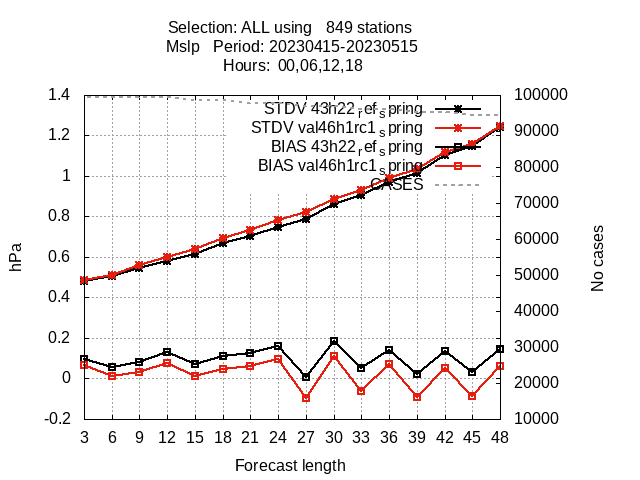 Selection: ALL using   849 stations
Mslp   Period: 20230415-20230515
Hours:  00,06,12,18
1.4
1.2
1
0.8
0.6
0.4
0.2
0
-0.2
hPa
STDV 43h22_ref_spring
STDV val46h1rc1_spring
BIAS 43h22_ref_spring
BIAS val46h1rc1_spring
CASES
100000
90000
80000
70000
60000
50000
40000
30000
20000
10000
No cases
3 6 9 12 15 18 21 24 27 30 33 36 39 42 45 48
Forecast length